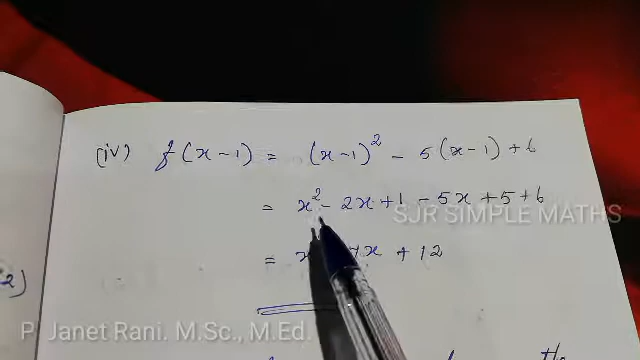 (iv) f(x-1) = (x-1)² - 5(x-1) + 6
= x² - 2x + 1 - 5x + 5 + 6
SJR SIMPLE MATHS
= x 7x + 12
P. Janet Rani. M.Sc., M.Ed.